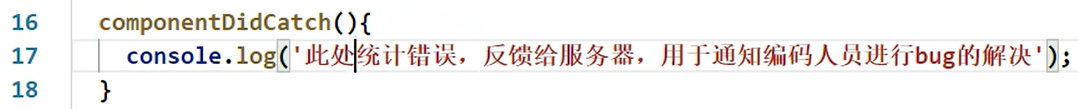 16 componentDidCatch(){
17 console.log('此处统计错误，反馈给服务器，用于通知编码人员进行bug的解决');
18 }